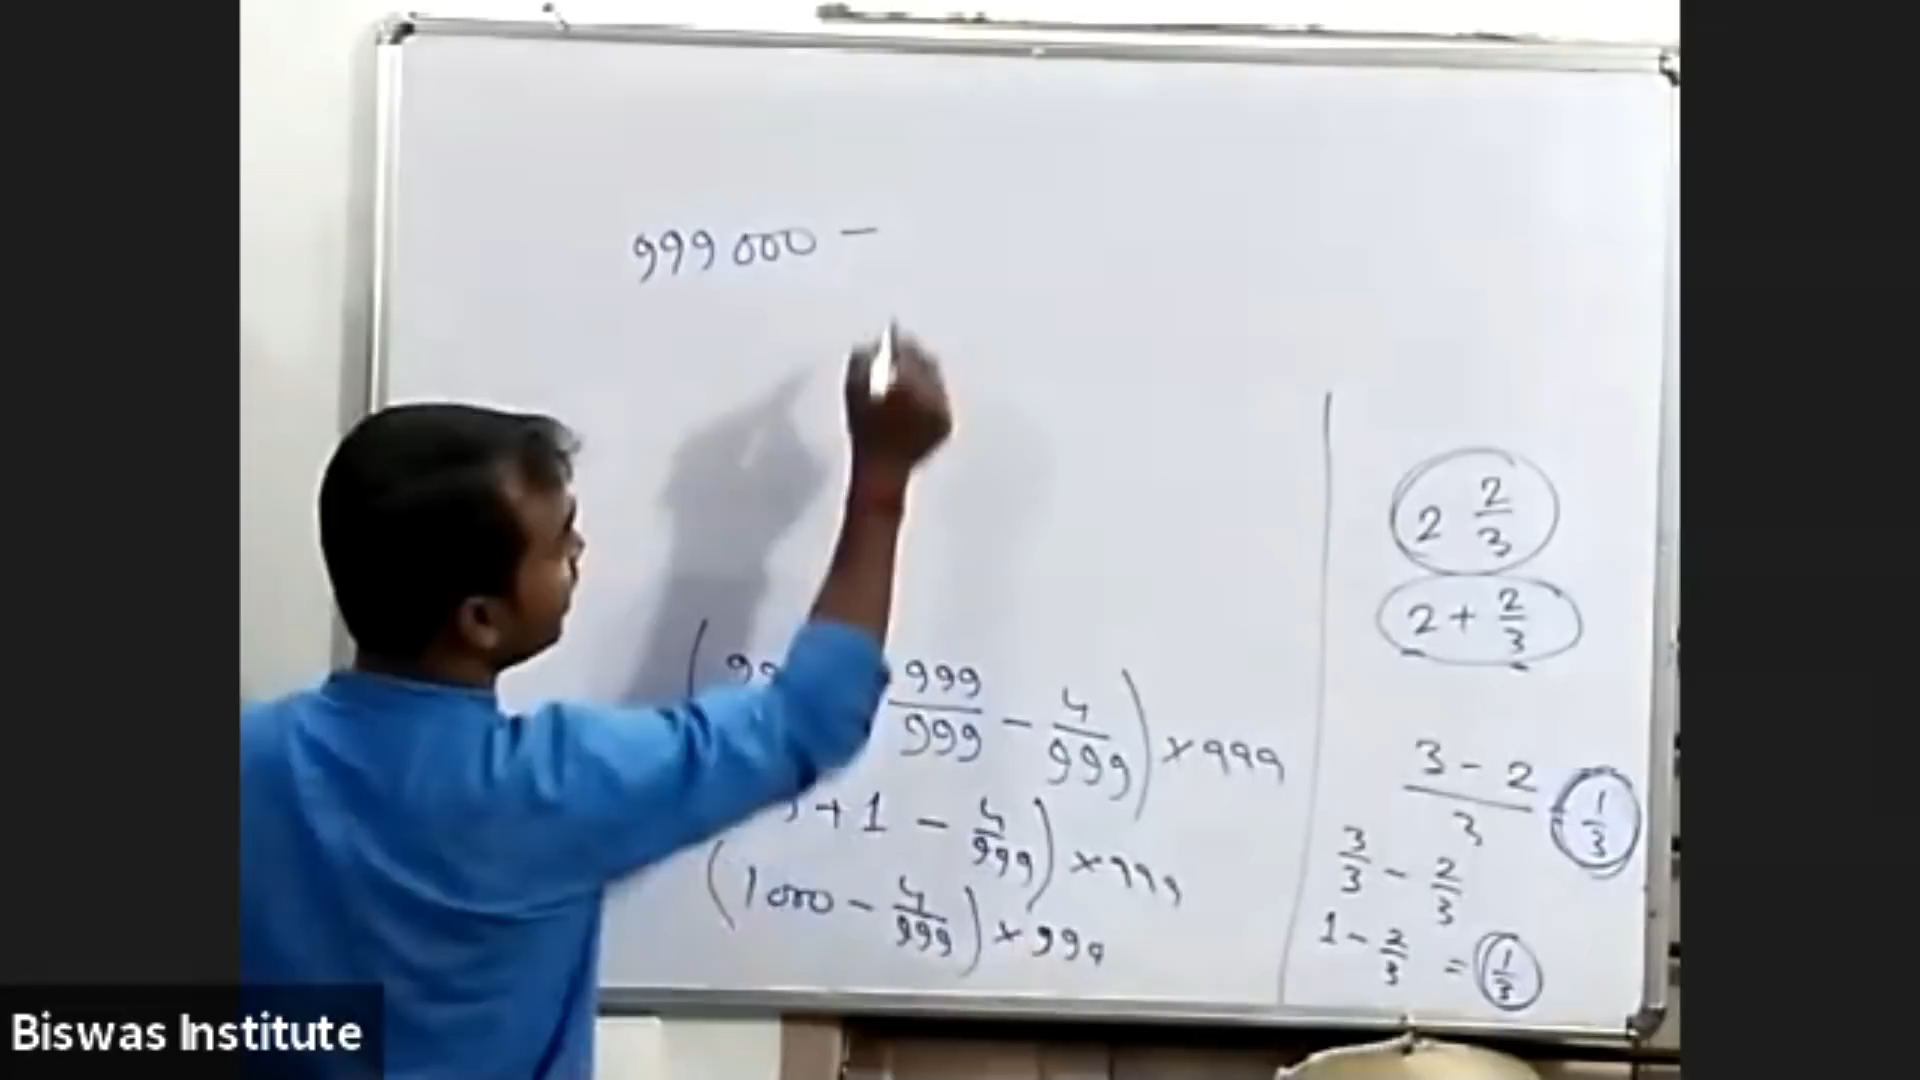 999000 -
( 99 999/999 - 4/999 ) × 999
+ 1 - 4/999 ) × 999
( 1000 - 4/999 ) × 999
2 2/3
2 + 2/3
3 - 2 / 3 = 1/3
3/3 - 2/3
1 - 2/3 = 1/3
Biswas Institute